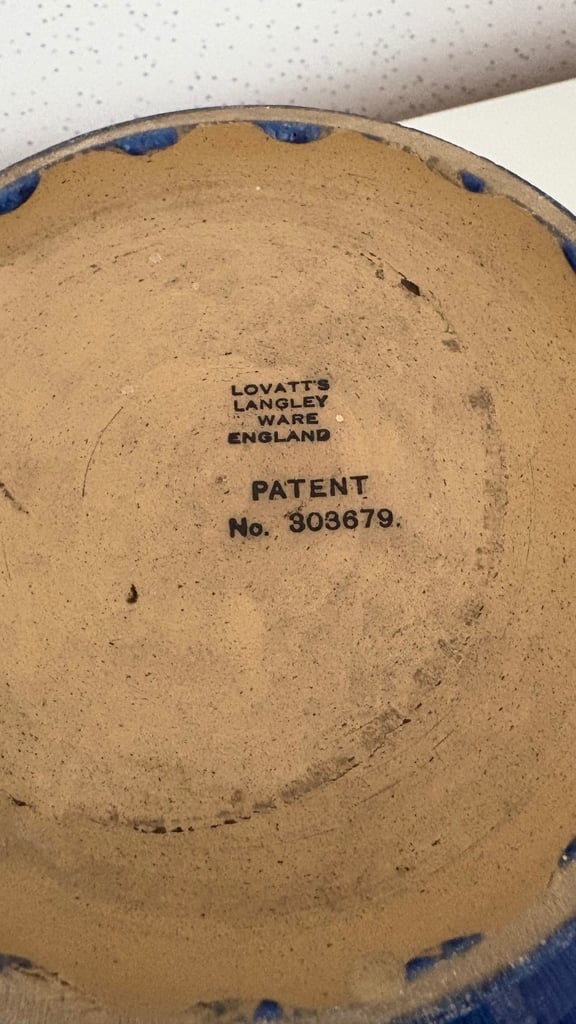 LOVATT'S
LANGLEY
WARE
ENGLAND
PATENT
No. 303679.